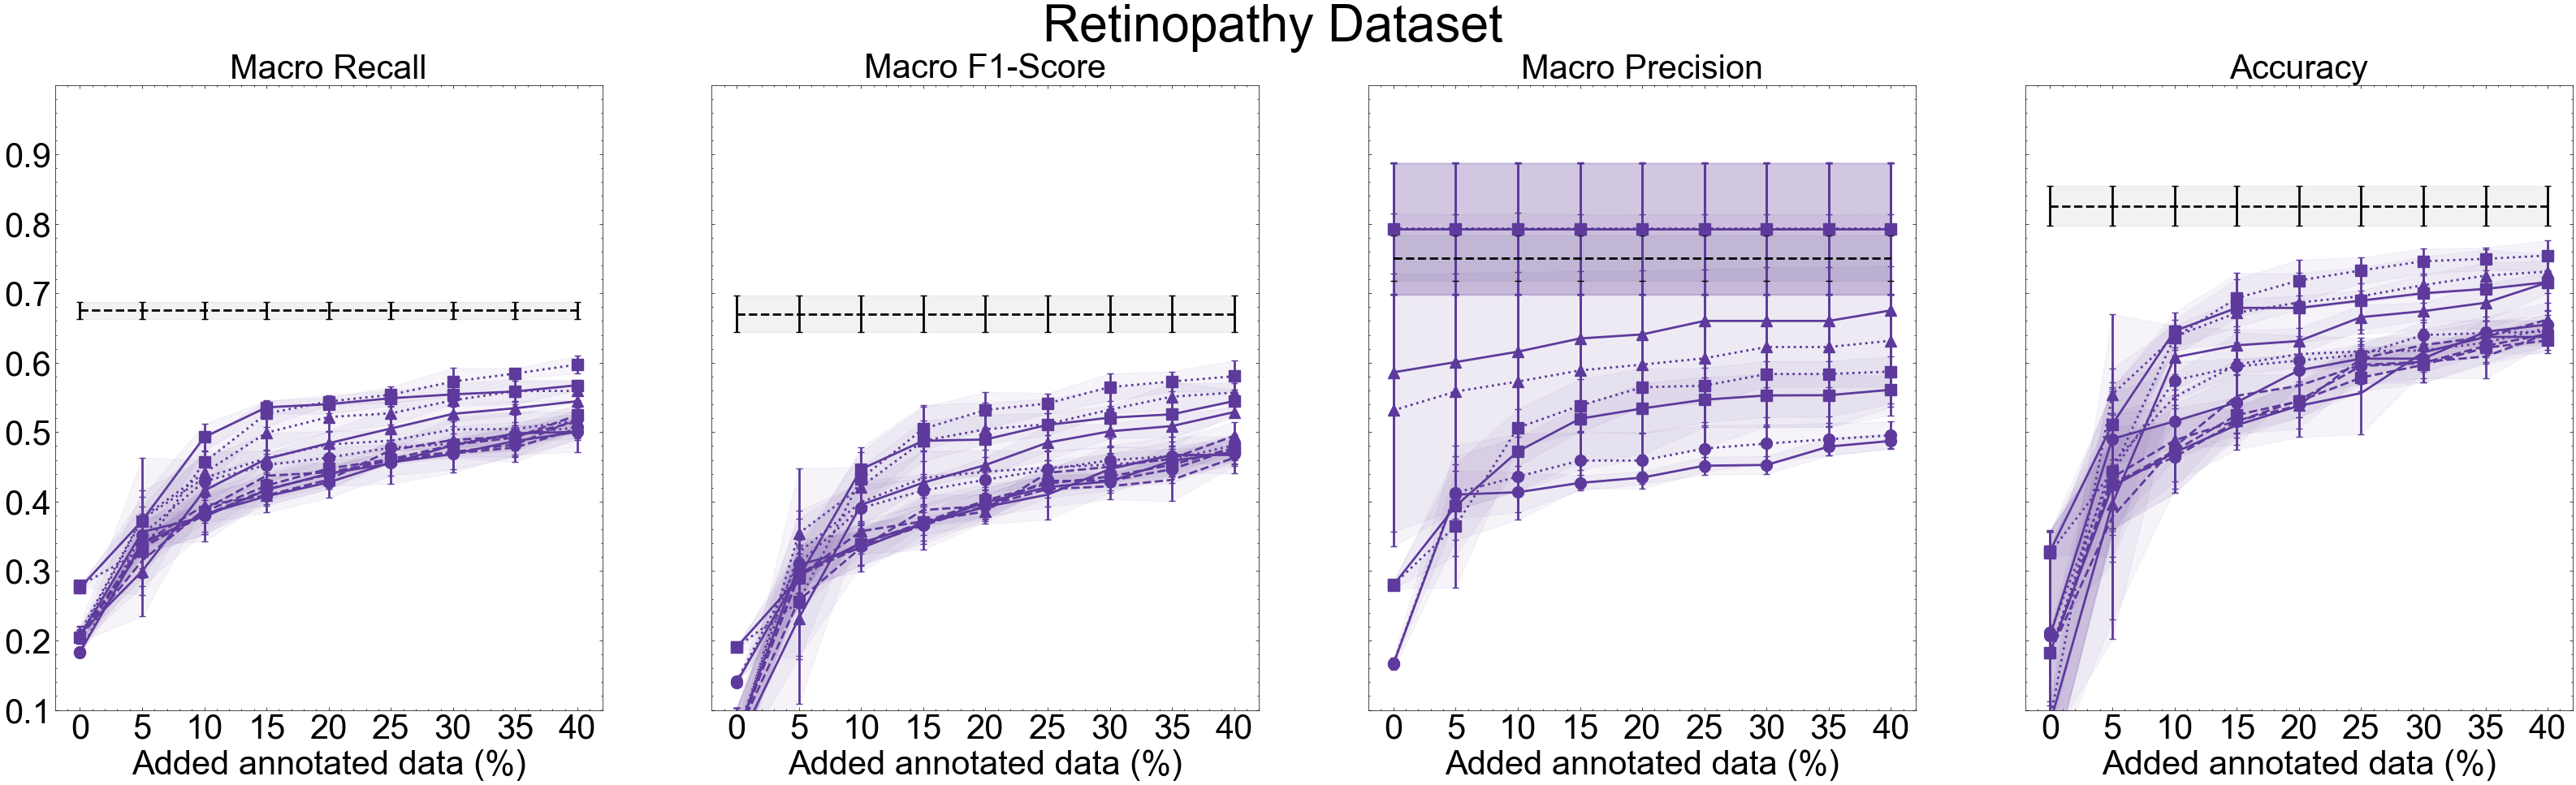 Retinopathy Dataset
Macro Recall
Macro F1-Score
Macro Precision
Accuracy
0.9
0.8
0.7
0.6
0.5
0.4
0.3
0.2
0.1
0 5 10 15 20 25 30 35 40
0 5 10 15 20 25 30 35 40
0 5 10 15 20 25 30 35 40
0 5 10 15 20 25 30 35 40
Added annotated data (%)
Added annotated data (%)
Added annotated data (%)
Added annotated data (%)